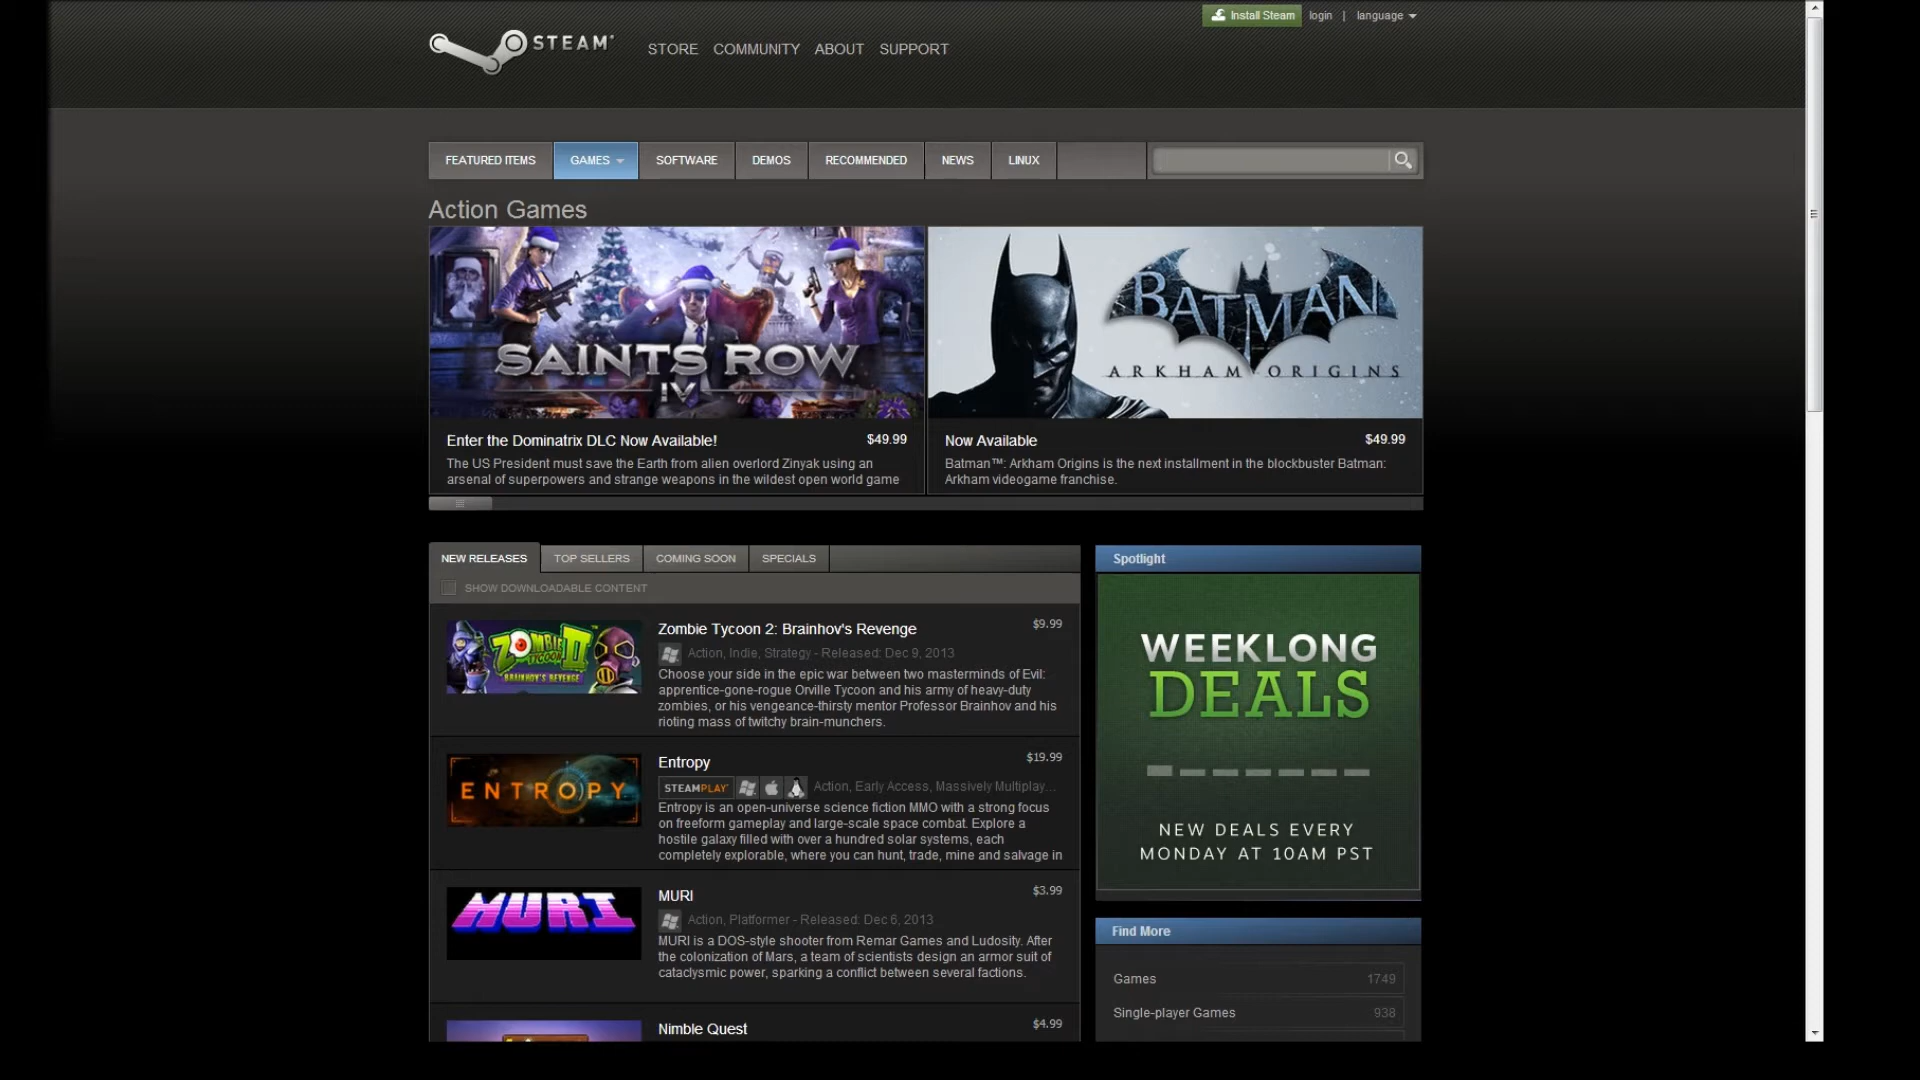 Install Steam login | language
STEAM
STORE COMMUNITY ABOUT SUPPORT
FEATURED ITEMS GAMES SOFTWARE DEMOS RECOMMENDED NEWS LINUX
Action Games
SAINTS ROW
IV
BATMAN
ARKHAM ORIGINS
Enter the Dominatrix DLC Now Available! $49.99
The US President must save the Earth from alien overlord Zinyak using an
arsenal of superpowers and strange weapons in the wildest open world game
Now Available $49.99
Batman™: Arkham Origins is the next installment in the blockbuster Batman:
Arkham videogame franchise.
NEW RELEASES TOP SELLERS COMING SOON SPECIALS
SHOW DOWNLOADABLE CONTENT
ZOMBIE
TYCOON II
BRAINHOV'S REVENGE
Zombie Tycoon 2: Brainhov's Revenge $9.99
Action, Indie, Strategy - Released: Dec 9, 2013
Choose your side in the epic war between two masterminds of Evil:
apprentice-gone-rogue Orville Tycoon and his army of heavy-duty
zombies, or his vengeance-thirsty mentor Professor Brainhov and his
rioting mass of twitchy brain-munchers.
ENTROPY
Entropy $19.99
STEAMPLAY Action, Early Access, Massively Multiplay...
Entropy is an open-universe science fiction MMO with a strong focus
on freeform gameplay and large-scale space combat. Explore a
hostile galaxy filled with over a hundred solar systems, each
completely explorable, where you can hunt, trade, mine and salvage in
MURI
MURI $3.99
Action, Platformer - Released: Dec 6, 2013
MURI is a DOS-style shooter from Remar Games and Ludosity. After
the colonization of Mars, a team of scientists design an armor suit of
cataclysmic power, sparking a conflict between several factions.
Nimble Quest $4.99
Spotlight
WEEKLONG
DEALS
NEW DEALS EVERY
MONDAY AT 10AM PST
Find More
Games 1749
Single-player Games 938